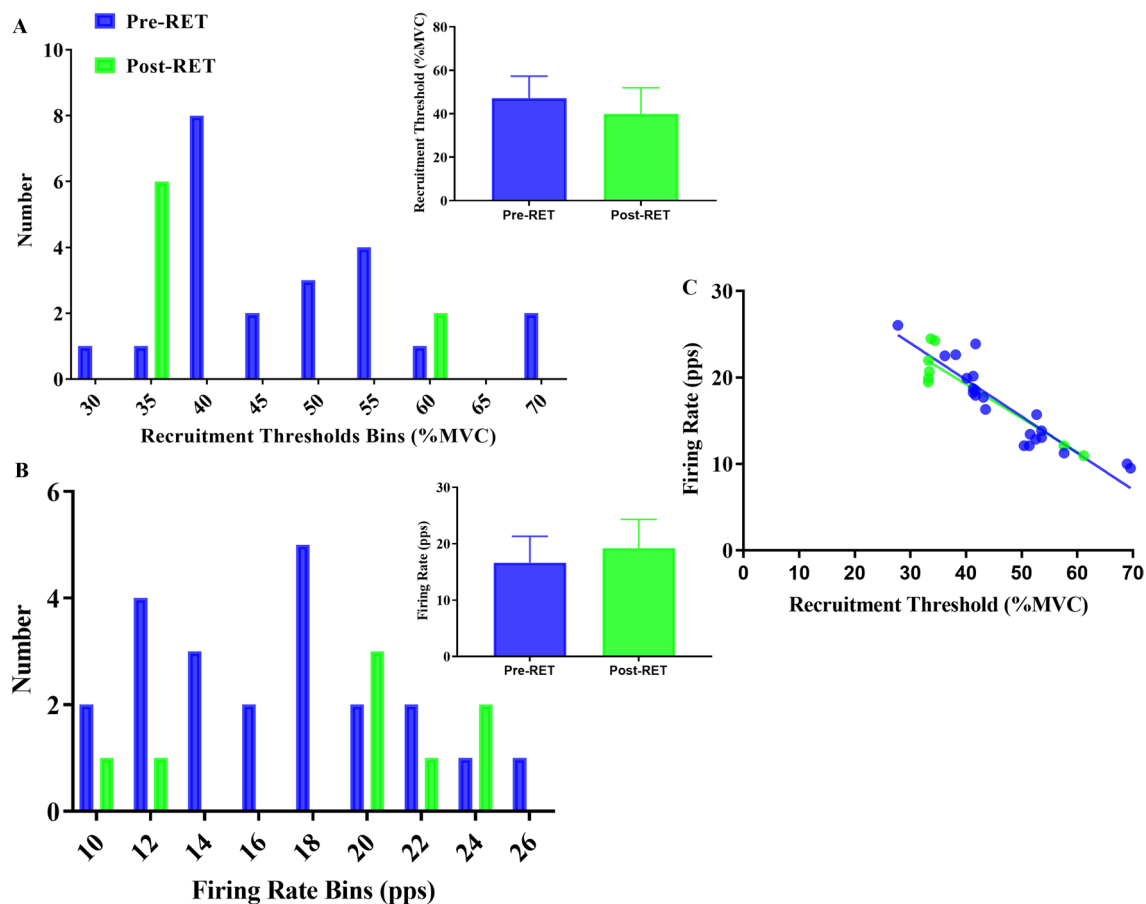 A
Pre-RET
Post-RET
Number
10
8
6
4
2
0
30 35 40 45 50 55 60 65 70
Recruitment Thresholds Bins (%MVC)
Recruitment Threshold (%MVC)
80
60
40
20
0
Pre-RET Post-RET
B
Number
6
4
2
0
10 12 14 16 18 20 22 24 26
Firing Rate Bins (pps)
Firing Rate (pps)
30
20
10
0
Pre-RET Post-RET
C
Firing Rate (pps)
30
20
10
0
0 10 20 30 40 50 60 70
Recruitment Threshold (%MVC)